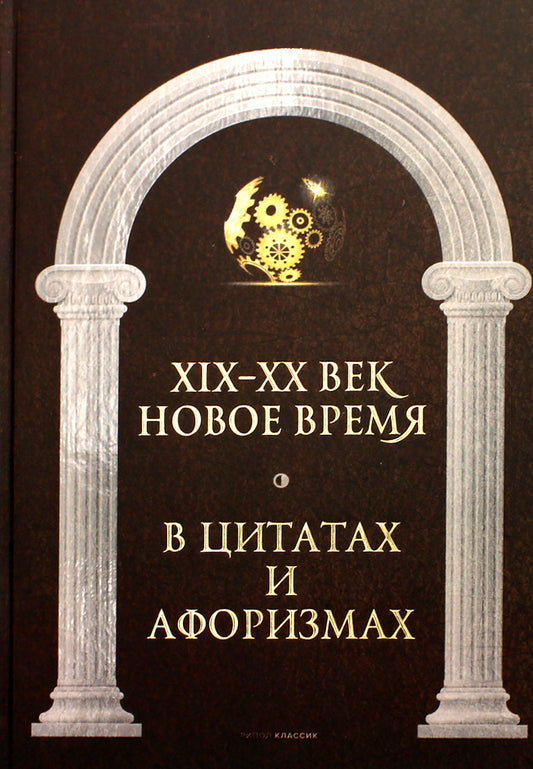 XIX–XX ВЕК
НОВОЕ ВРЕМЯ
В ЦИТАТАХ
И
АФОРИЗМАХ
РИПОЛ КЛАССИК